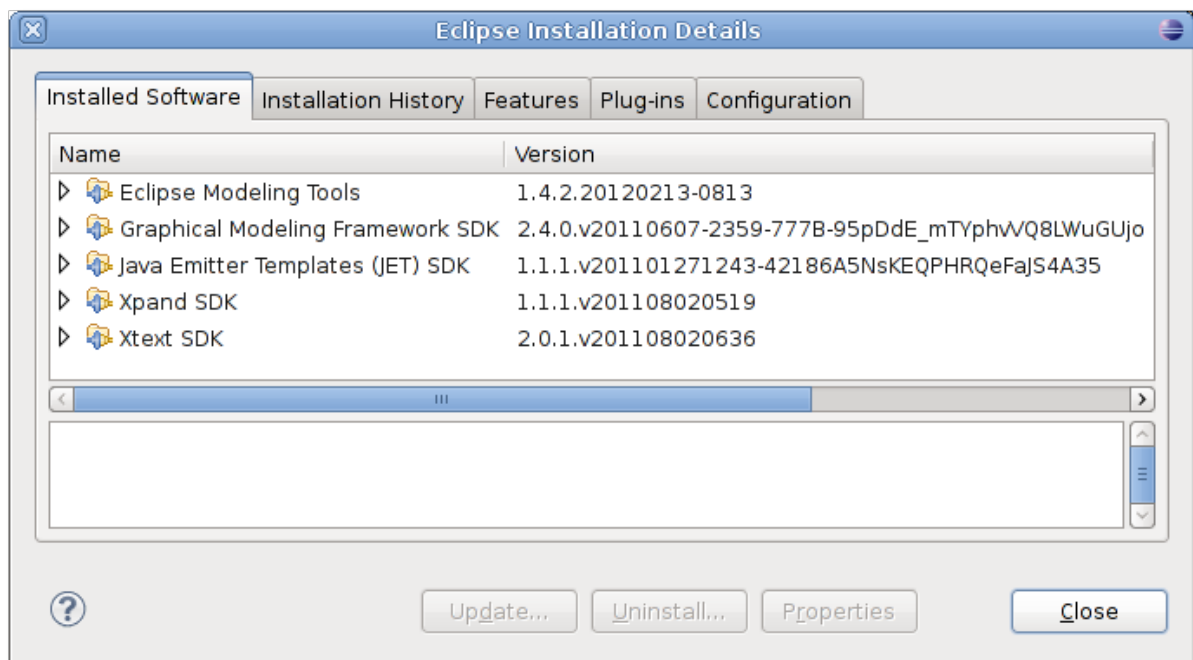 Eclipse Installation Details
Installed Software Installation History Features Plug-ins Configuration
Name Version
Eclipse Modeling Tools 1.4.2.20120213-0813
Graphical Modeling Framework SDK 2.4.0.v20110607-2359-777B-95pDdE_mTYphvVQ8LWuGUjo
Java Emitter Templates (JET) SDK 1.1.1.v201101271243-42186A5NsKEQPHRQeFaJS4A35
Xpand SDK 1.1.1.v201108020519
Xtext SDK 2.0.1.v201108020636
Update... Uninstall... Properties Close